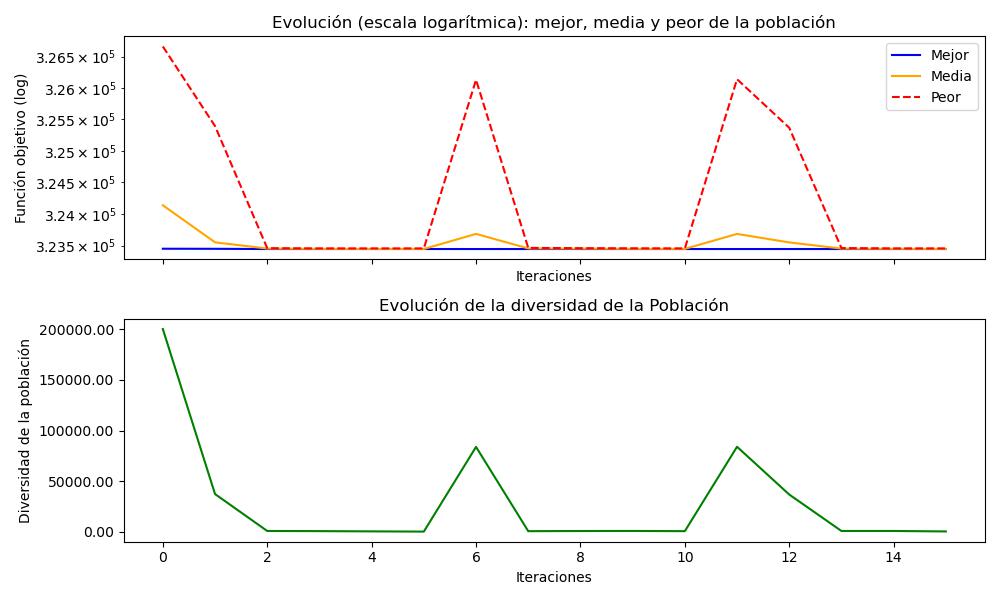 Evolución (escala logarítmica): mejor, media y peor de la población
Función objetivo (log)
3.265 × 10⁵
3.26 × 10⁵
3.255 × 10⁵
3.25 × 10⁵
3.245 × 10⁵
3.24 × 10⁵
3.235 × 10⁵
Mejor
Media
Peor
Iteraciones
Evolución de la diversidad de la Población
Diversidad de la población
200000.00
150000.00
100000.00
50000.00
0.00
0 2 4 6 8 10 12 14
Iteraciones